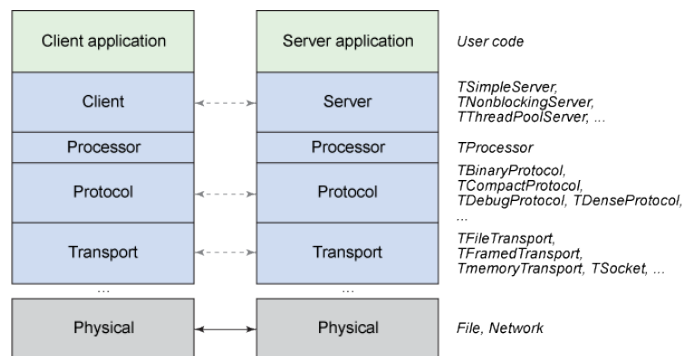 Client application
Server application
User code
Client
Server
TSimpleServer,
TNonblockingServer,
TThreadPoolServer, ...
Processor
Processor
TProcessor
Protocol
Protocol
TBinaryProtocol,
TCompactProtocol,
TDebugProtocol, TDenseProtocol,
...
Transport
Transport
TFileTransport,
TFramedTransport,
TmemoryTransport, TSocket, ...
...
...
Physical
Physical
File, Network